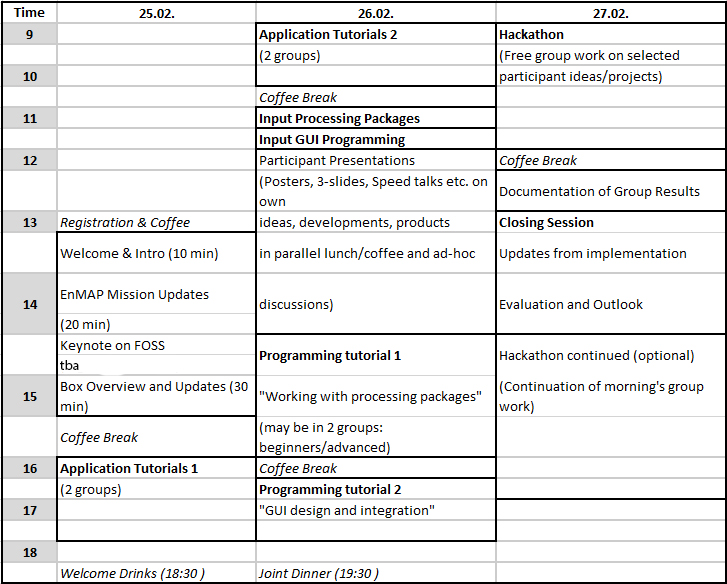 Time 25.02. 26.02. 27.02.
9 Application Tutorials 2 Hackathon
(2 groups) (Free group work on selected
10 participant ideas/projects)
Coffee Break
11 Input Processing Packages
Input GUI Programming
12 Participant Presentations Coffee Break
(Posters, 3-slides, Speed talks etc. on
own
Documentation of Group Results
13 Registration & Coffee ideas, developments, products Closing Session
Welcome & Intro (10 min) in parallel lunch/coffee and ad-hoc Updates from implementation
14 EnMAP Mission Updates discussions) Evaluation and Outlook
(20 min)
Keynote on FOSS
tba
Programming tutorial 1 Hackathon continued (optional)
15 Box Overview and Updates (30
min)
"Working with processing packages" (Continuation of morning's group
work)
Coffee Break (may be in 2 groups:
beginners/advanced)
16 Application Tutorials 1 Coffee Break
(2 groups) Programming tutorial 2
17 "GUI design and integration"
18
Welcome Drinks (18:30 ) Joint Dinner (19:30 )